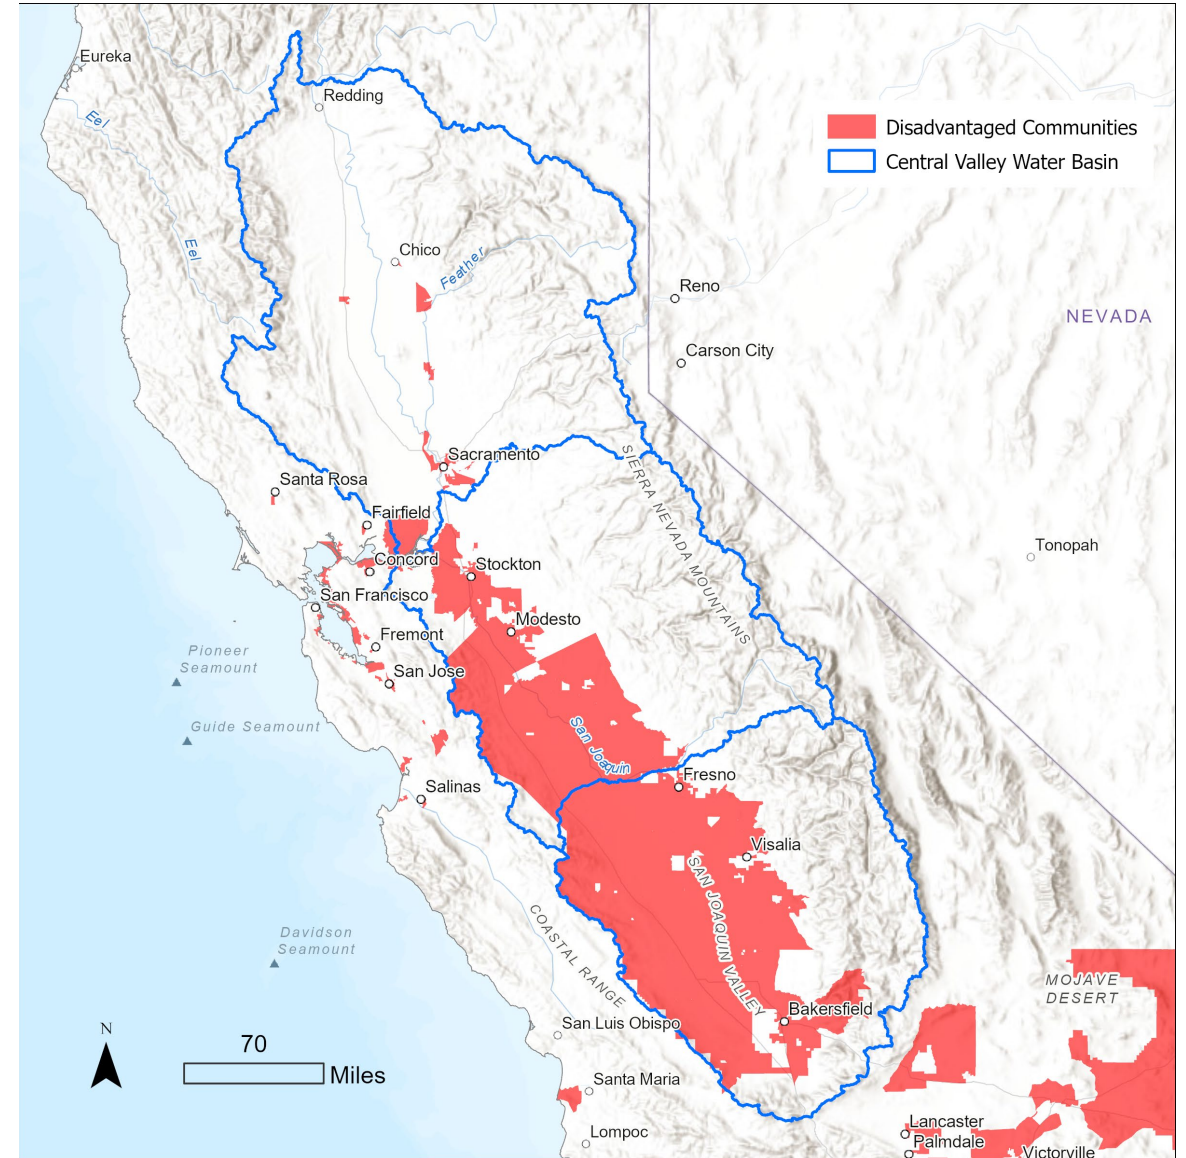 Eureka
Eel
Redding
Disadvantaged Communities
Central Valley Water Basin
Eel
Chico
Feather
Reno
NEVADA
Carson City
Sacramento
SIERRA NEVADA MOUNTAINS
Santa Rosa
Fairfield
Concord
Stockton
Tonopah
San Francisco
Modesto
Fremont
Pioneer
Seamount
San Jose
Guide Seamount
San Joaquin
Fresno
Salinas
Visalia
SAN JOAQUIN VALLEY
COASTAL RANGE
Davidson
Seamount
MOJAVE
DESERT
Bakersfield
San Luis Obispo
N
70
Miles
Santa Maria
Lancaster
Lompoc
Palmdale
Victorville